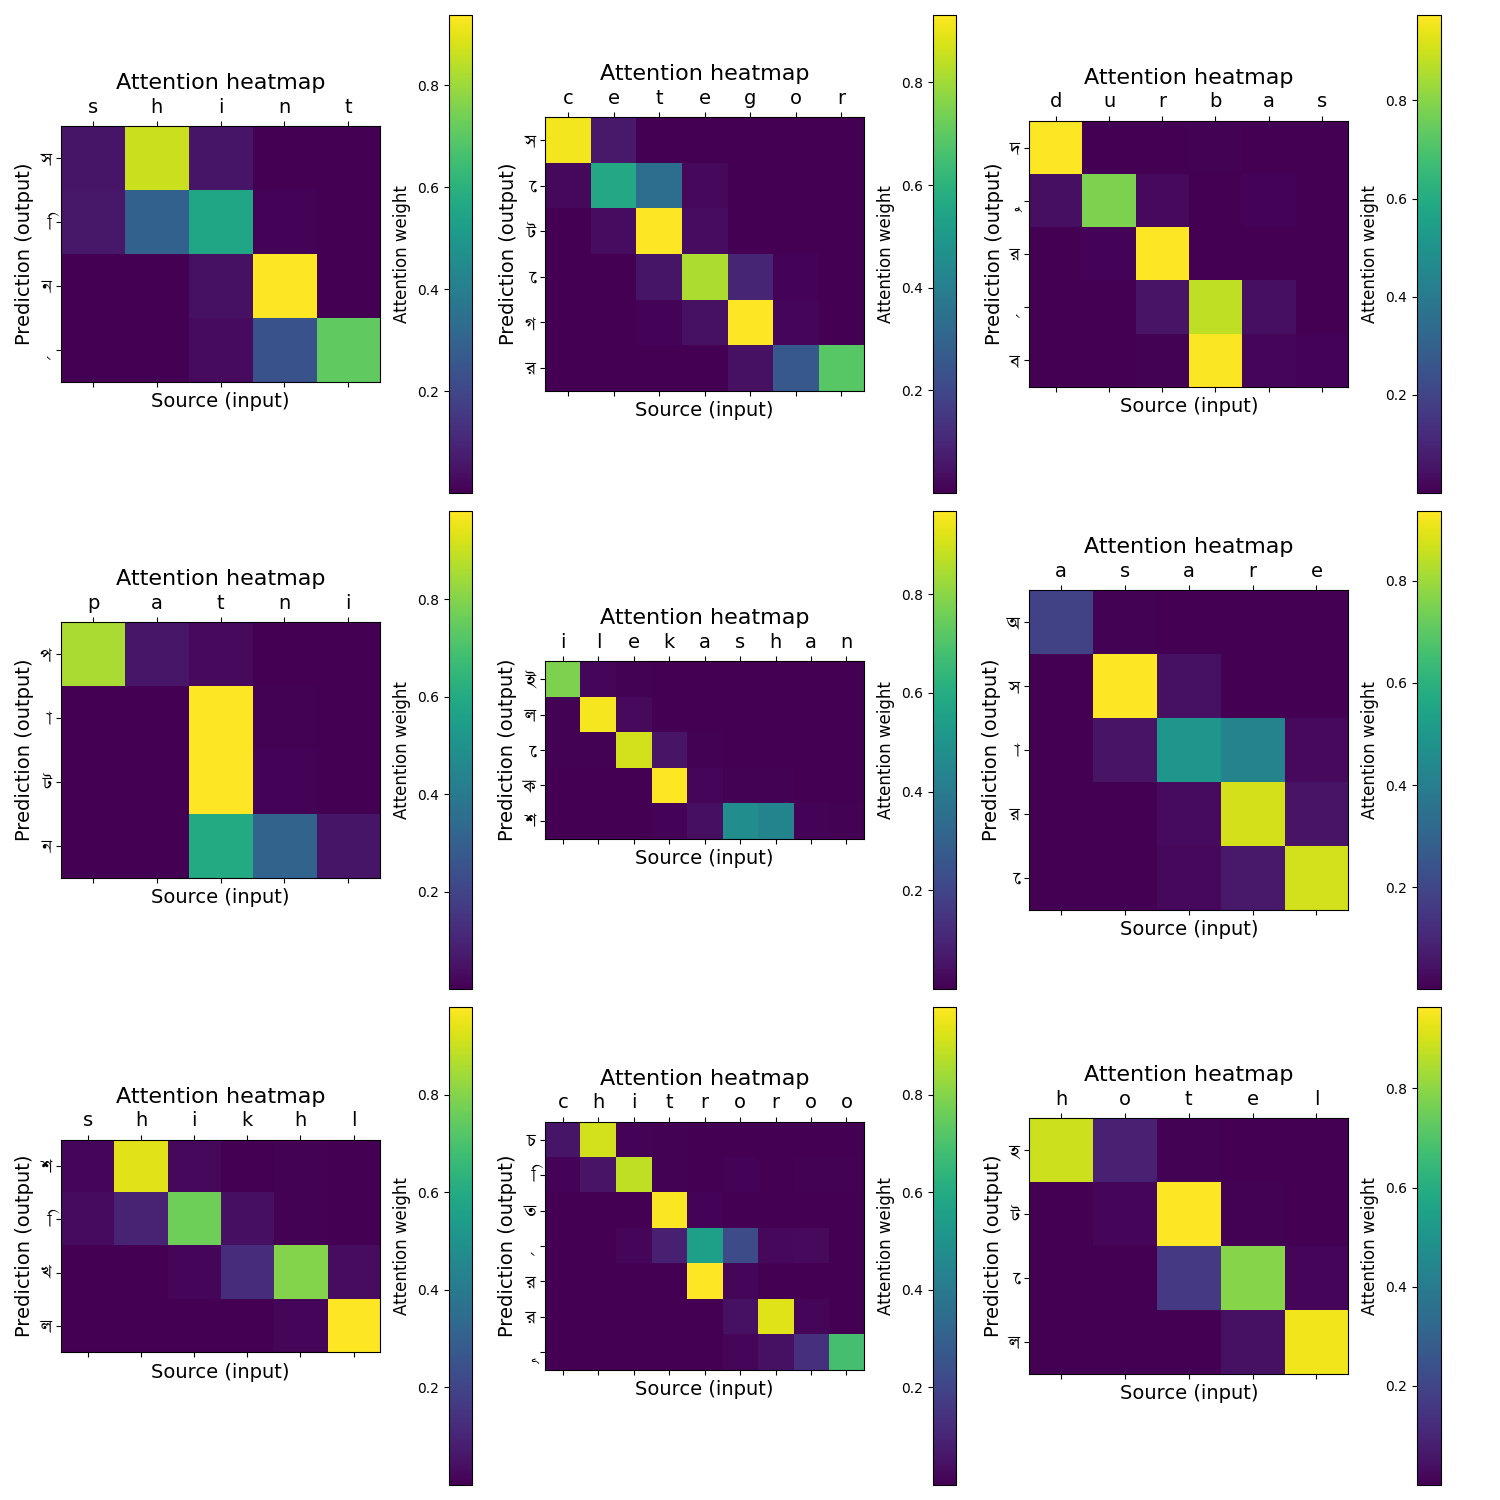 Attention heatmap
s h i n t
স
ি
ন
্
Prediction (output)
Source (input)
Attention weight
0.8
0.6
0.4
0.2
Attention heatmap
c e t e g o r
স
ে
ট
ে
গ
র
Prediction (output)
Source (input)
Attention weight
0.8
0.6
0.4
0.2
Attention heatmap
d u r b a s
দ
ু
র
্
ব
Prediction (output)
Source (input)
Attention weight
0.8
0.6
0.4
0.2
Attention heatmap
p a t n i
প
া
ট
ন
Prediction (output)
Source (input)
Attention weight
0.8
0.6
0.4
0.2
Attention heatmap
i l e k a s h a n
ই
ল
ে
ক
শ
Prediction (output)
Source (input)
Attention weight
0.8
0.6
0.4
0.2
Attention heatmap
a s a r e
অ
স
া
র
ে
Prediction (output)
Source (input)
Attention weight
0.8
0.6
0.4
0.2
Attention heatmap
s h i k h l
শ
ি
খ
ল
Prediction (output)
Source (input)
Attention weight
0.8
0.6
0.4
0.2
Attention heatmap
c h i t r o r o o
চ
ি
ত
্
র
র
ূ
Prediction (output)
Source (input)
Attention weight
0.8
0.6
0.4
0.2
Attention heatmap
h o t e l
হ
ট
ে
ল
Prediction (output)
Source (input)
Attention weight
0.8
0.6
0.4
0.2